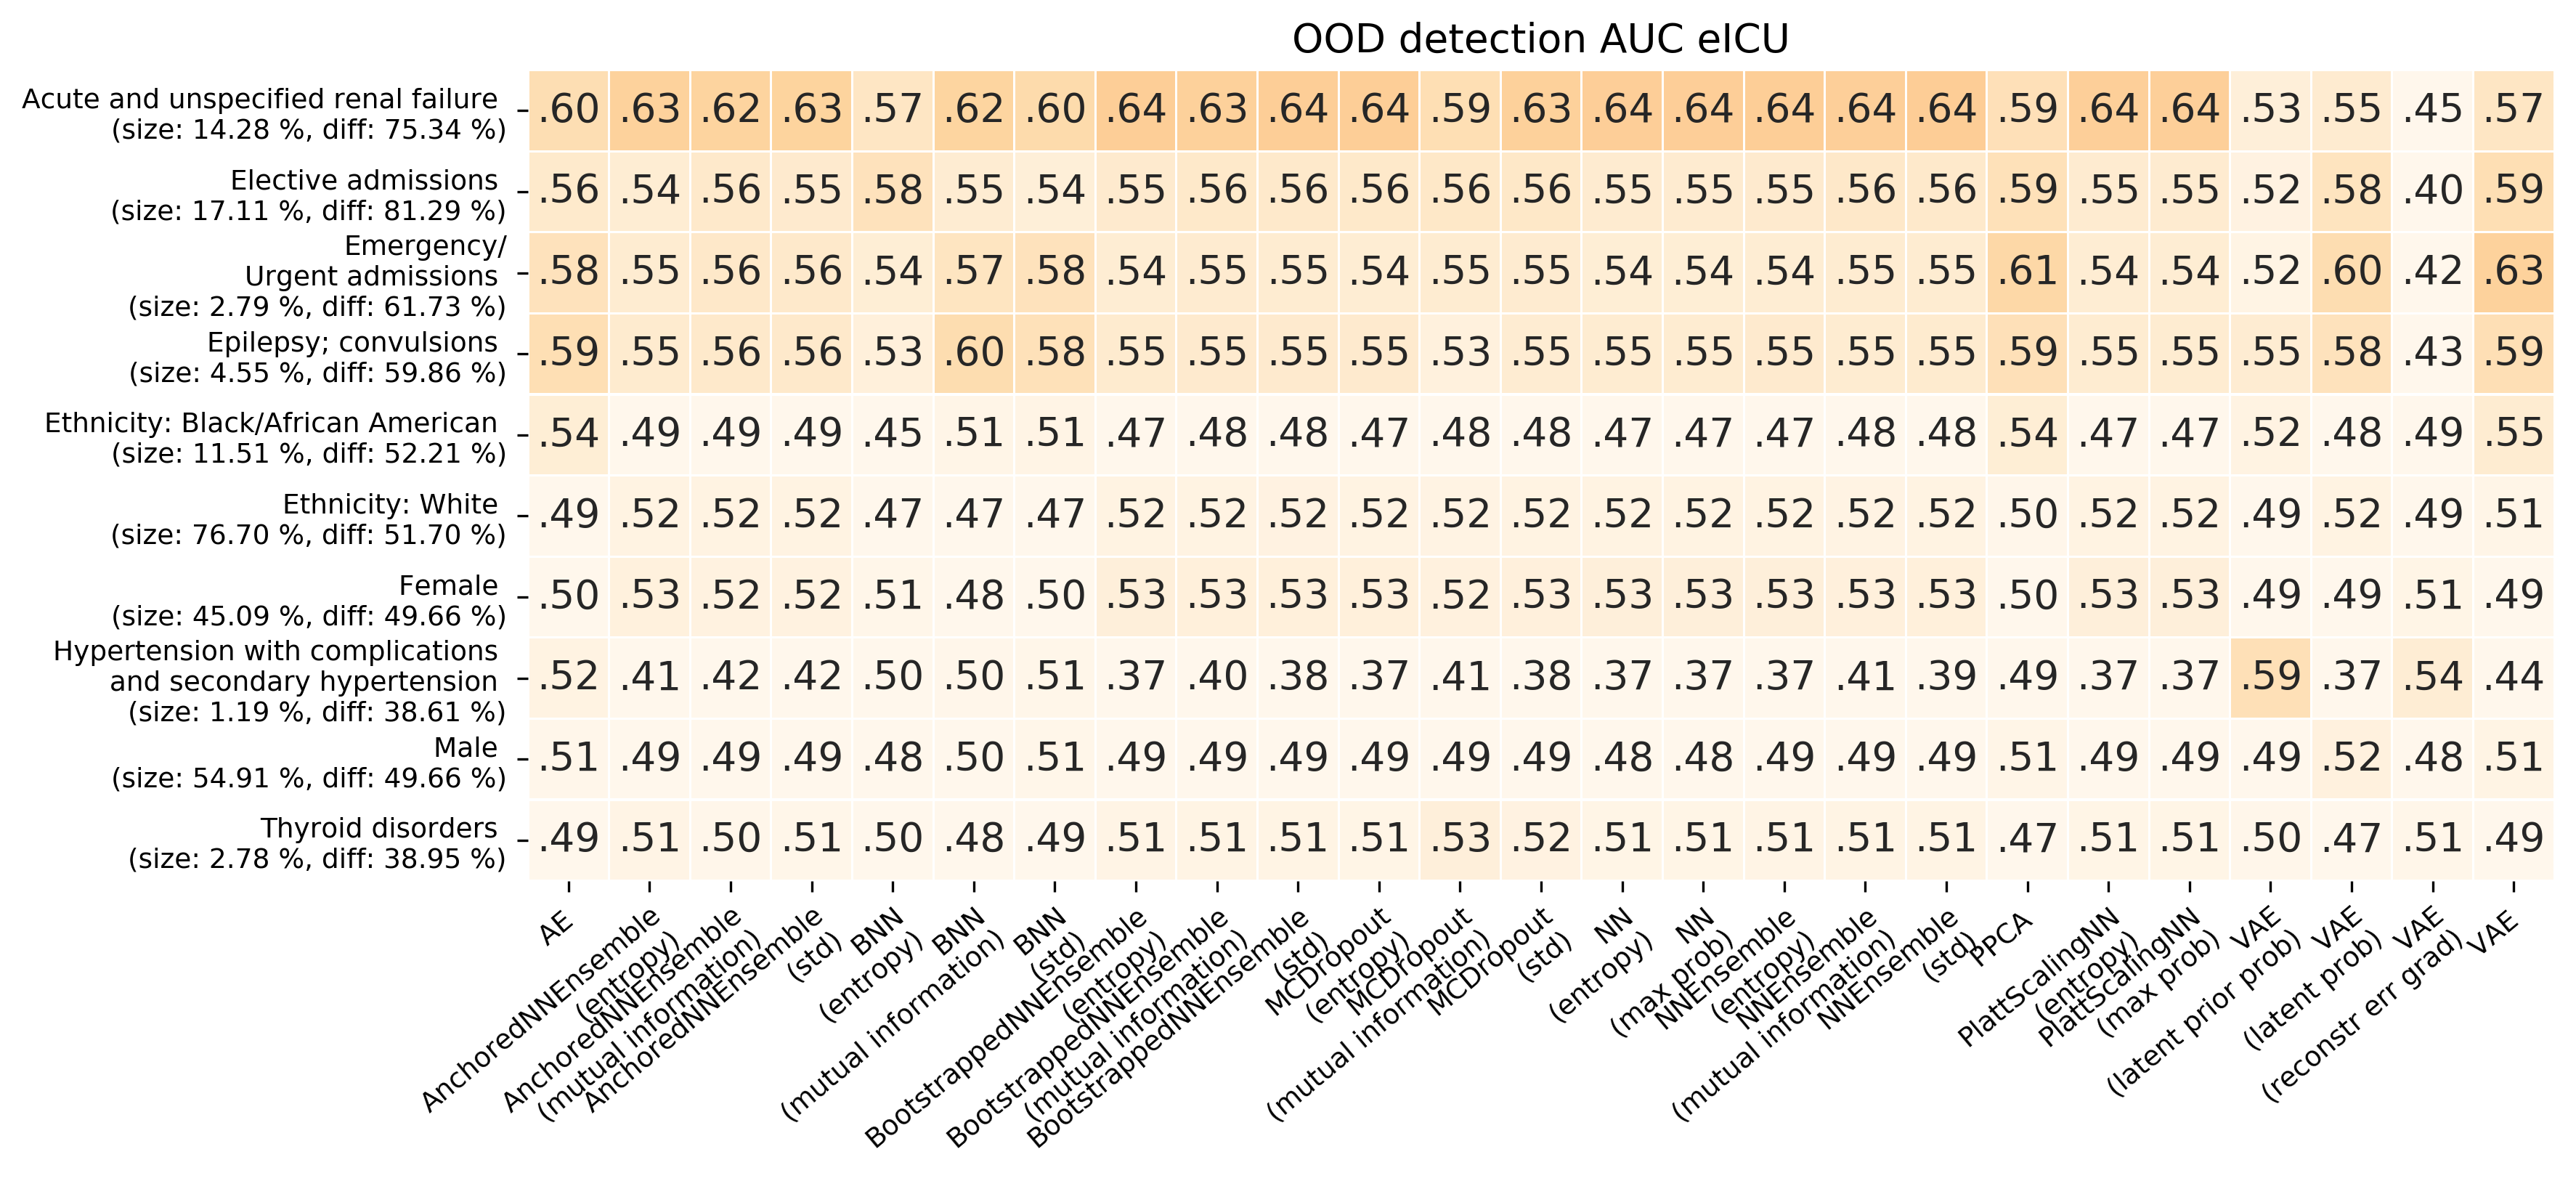 OOD detection AUC eICU
Acute and unspecified renal failure
(size: 14.28 %, diff: 75.34 %)
.60 .63 .62 .63 .57 .62 .60 .64 .63 .64 .64 .59 .63 .64 .64 .64 .64 .64 .59 .64 .64 .53 .55 .45 .57
Elective admissions
(size: 17.11 %, diff: 81.29 %)
.56 .54 .56 .55 .58 .55 .54 .55 .56 .56 .56 .56 .56 .55 .55 .55 .56 .56 .59 .55 .55 .52 .58 .40 .59
Emergency/
Urgent admissions
(size: 2.79 %, diff: 61.73 %)
.58 .55 .56 .56 .54 .57 .58 .54 .55 .55 .54 .55 .55 .54 .54 .54 .55 .55 .61 .54 .54 .52 .60 .42 .63
Epilepsy; convulsions
(size: 4.55 %, diff: 59.86 %)
.59 .55 .56 .56 .53 .60 .58 .55 .55 .55 .55 .53 .55 .55 .55 .55 .55 .55 .59 .55 .55 .55 .58 .43 .59
Ethnicity: Black/African American
(size: 11.51 %, diff: 52.21 %)
.54 .49 .49 .49 .45 .51 .51 .47 .48 .48 .47 .48 .48 .47 .47 .47 .48 .48 .54 .47 .47 .52 .48 .49 .55
Ethnicity: White
(size: 76.70 %, diff: 51.70 %)
.49 .52 .52 .52 .47 .47 .47 .52 .52 .52 .52 .52 .52 .52 .52 .52 .52 .52 .50 .52 .52 .49 .52 .49 .51
Female
(size: 45.09 %, diff: 49.66 %)
.50 .53 .52 .52 .51 .48 .50 .53 .53 .53 .53 .52 .53 .53 .53 .53 .53 .53 .50 .53 .53 .49 .49 .51 .49
Hypertension with complications
and secondary hypertension
(size: 1.19 %, diff: 38.61 %)
.52 .41 .42 .42 .50 .50 .51 .37 .40 .38 .37 .41 .38 .37 .37 .37 .41 .39 .49 .37 .37 .59 .37 .54 .44
Male
(size: 54.91 %, diff: 49.66 %)
.51 .49 .49 .49 .48 .50 .51 .49 .49 .49 .49 .49 .49 .48 .48 .49 .49 .49 .51 .49 .49 .49 .52 .48 .51
Thyroid disorders
(size: 2.78 %, diff: 38.95 %)
.49 .51 .50 .51 .50 .48 .49 .51 .51 .51 .51 .53 .52 .51 .51 .51 .51 .51 .47 .51 .51 .50 .47 .51 .49
AE
AnchoredNNEnsemble
(entropy)
AnchoredNNEnsemble
(mutual information)
AnchoredNNEnsemble
(std)
BNN
(entropy)
BNN
(mutual information)
BNN
(std)
BootstrappedNNEnsemble
(entropy)
BootstrappedNNEnsemble
(mutual information)
BootstrappedNNEnsemble
(std)
MCDropout
(entropy)
MCDropout
(mutual information)
MCDropout
(std)
NN
(entropy)
NN
(max prob)
NNEnsemble
(entropy)
NNEnsemble
(mutual information)
NNEnsemble
(std)
PPCA
PlattScalingNN
(entropy)
PlattScalingNN
(max prob)
VAE
(latent prior prob)
VAE
(latent prob)
VAE
(reconstr err grad)
VAE